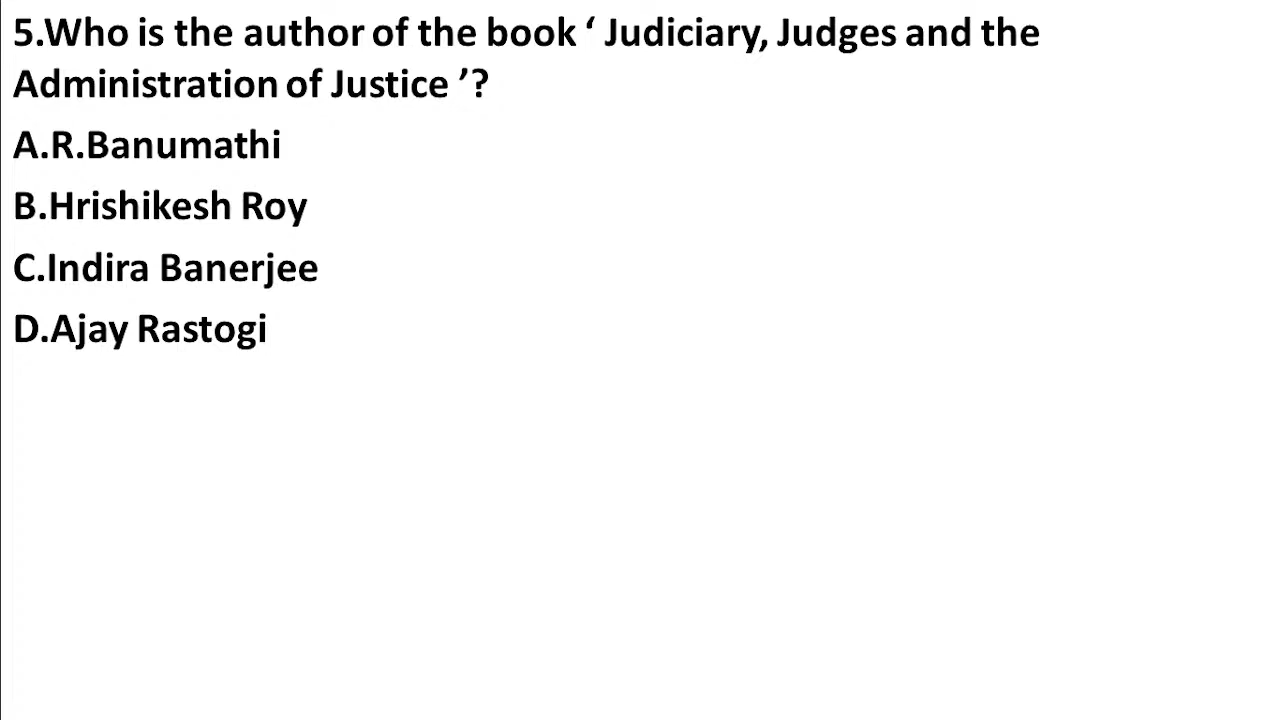 5.Who is the author of the book ‘ Judiciary, Judges and the
Administration of Justice ’?
A.R.Banumathi
B.Hrishikesh Roy
C.Indira Banerjee
D.Ajay Rastogi